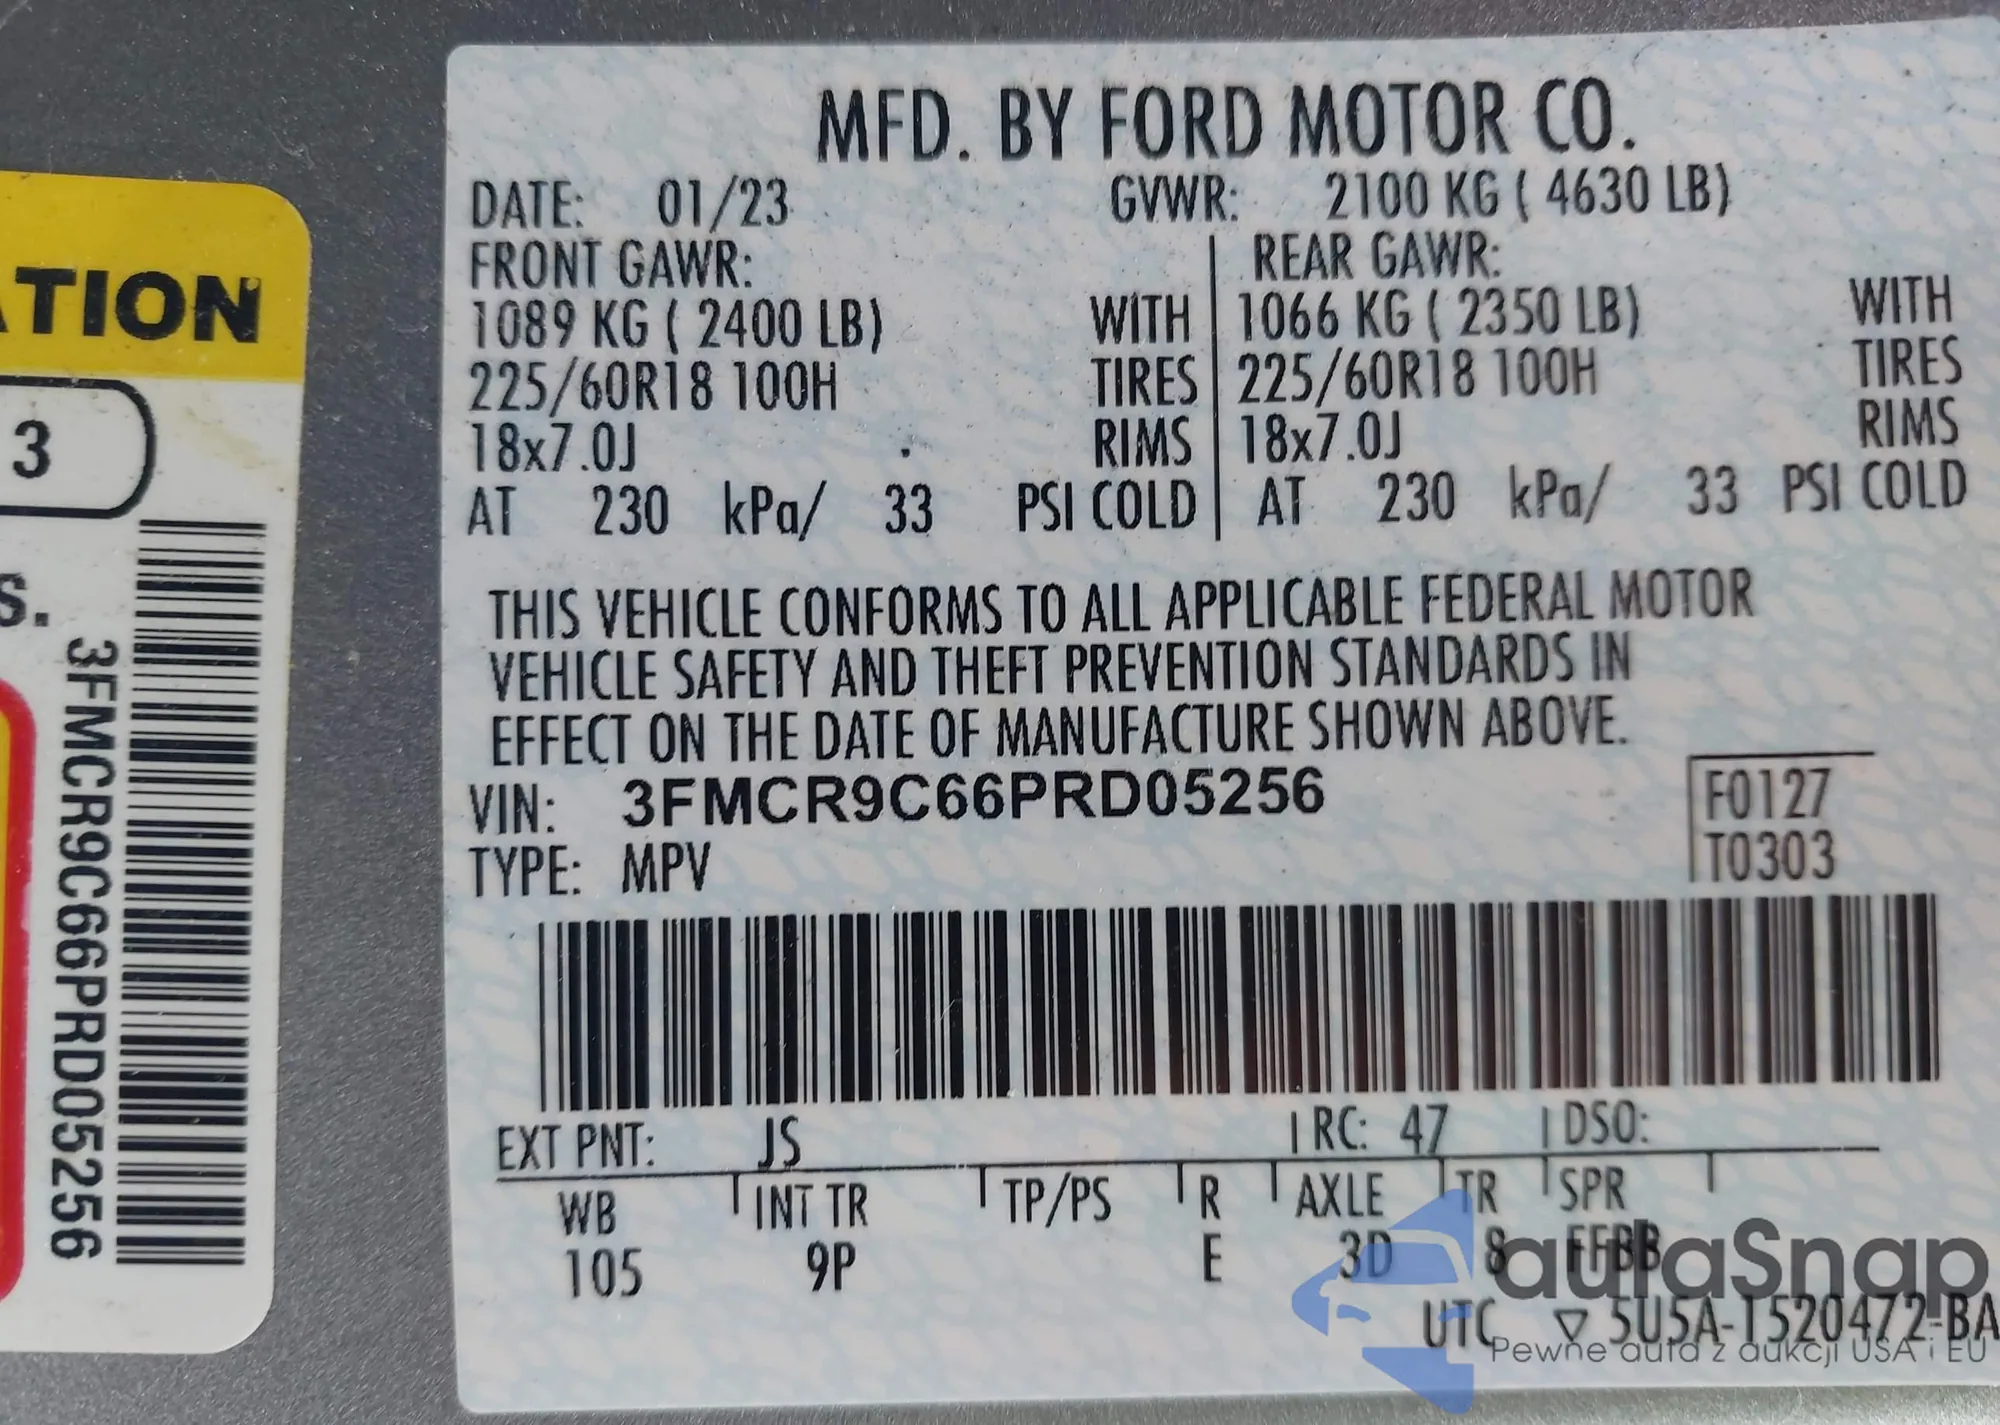 ATION
3
S.
3FMCR9C66PRD05256
MFD. BY FORD MOTOR CO.
DATE: 01/23 GVWR: 2100 KG ( 4630 LB)
FRONT GAWR: REAR GAWR:
1089 KG ( 2400 LB) WITH 1066 KG ( 2350 LB) WITH
225/60R18 100H TIRES 225/60R18 100H TIRES
18x7.0J RIMS 18x7.0J RIMS
AT 230 kPa/ 33 PSI COLD AT 230 kPa/ 33 PSI COLD
THIS VEHICLE CONFORMS TO ALL APPLICABLE FEDERAL MOTOR
VEHICLE SAFETY AND THEFT PREVENTION STANDARDS IN
EFFECT ON THE DATE OF MANUFACTURE SHOWN ABOVE.
VIN: 3FMCR9C66PRD05256 F0127
TYPE: MPV T0303
EXT PNT: JS RC: 47 DSO:
WB INT TR TP/PS R AXLE TR SPR
105 9P E 3D 8 FFBB
UTC ▽ 5U5A-1520472-BA
autaSnap
Pewne auta z aukcji USA i EU